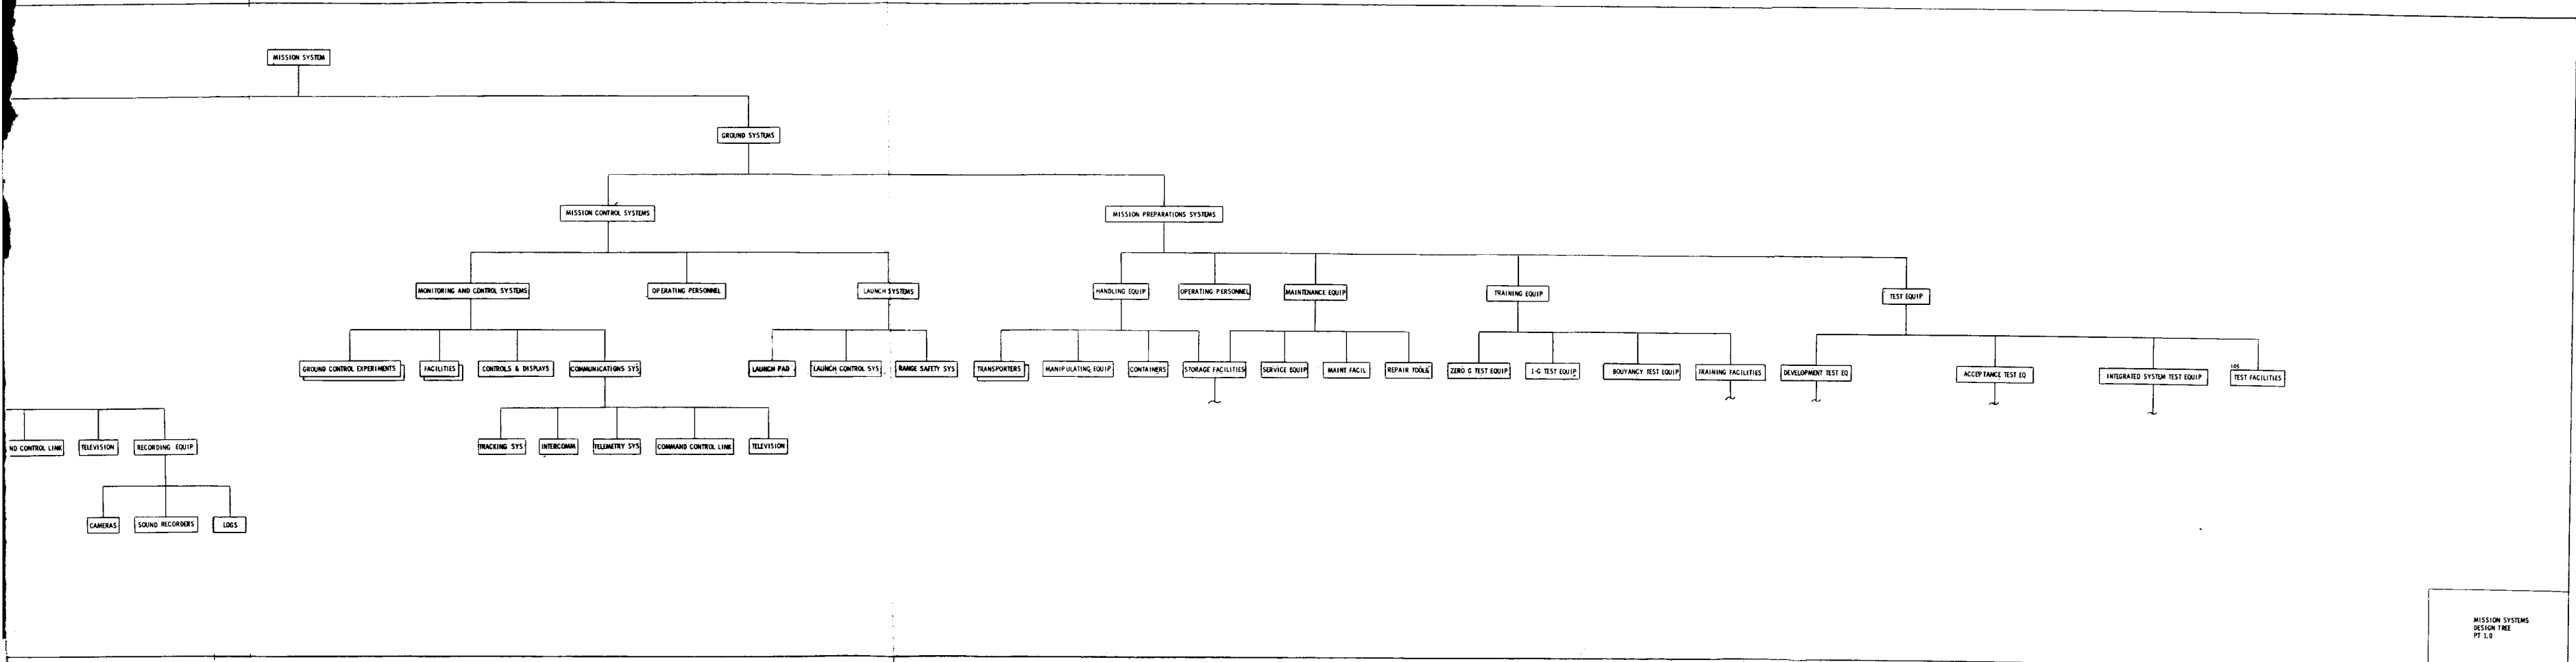 MISSION SYSTEM
GROUND SYSTEMS
MISSION CONTROL SYSTEMS
MISSION PREPARATIONS SYSTEMS
MONITORING AND CONTROL SYSTEMS
OPERATING PERSONNEL
LAUNCH SYSTEMS
HANDLING EQUIP
OPERATING PERSONNEL
MAINTENANCE EQUIP
TRAINING EQUIP
TEST EQUIP
GROUND CONTROL EXPERIMENTS
FACILITIES
CONTROLS & DISPLAYS
COMMUNICATIONS SYS
LAUNCH PAD
LAUNCH CONTROL SYS
RANGE SAFETY SYS
TRANSPORTERS
MANIPULATING EQUIP
CONTAINERS
STORAGE FACILITIES
SERVICE EQUIP
MAINT FACIL
REPAIR TOOLS
ZERO G TEST EQUIP
1-G TEST EQUIP
BOUYANCY TEST EQUIP
TRAINING FACILITIES
DEVELOPMENT TEST EQ
ACCEPTANCE TEST EQ
INTEGRATED SYSTEM TEST EQUIP
105
TEST FACILITIES
ND CONTROL LINK
TELEVISION
RECORDING EQUIP
TRACKING SYS
INTERCOMM
TELEMETRY SYS
COMMAND CONTROL LINK
TELEVISION
CAMERAS
SOUND RECORDERS
LOGS
MISSION SYSTEMS
DESIGN TREE
PT 1.0